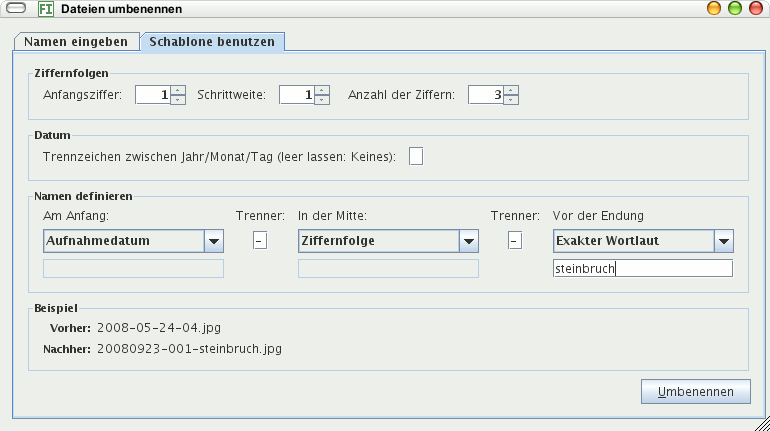 FI Dateien umbenennen
Namen eingeben Schablone benutzen
Ziffernfolgen
Anfangsziffer: 1 Schrittweite: 1 Anzahl der Ziffern: 3
Datum
Trennzeichen zwischen Jahr/Monat/Tag (leer lassen: Keines):
Namen definieren
Am Anfang: Trenner: In der Mitte: Trenner: Vor der Endung
Aufnahmedatum - Ziffernfolge - Exakter Wortlaut
steinbruch
Beispiel
Vorher: 2008-05-24-04.jpg
Nachher: 20080923-001-steinbruch.jpg
Umbenennen